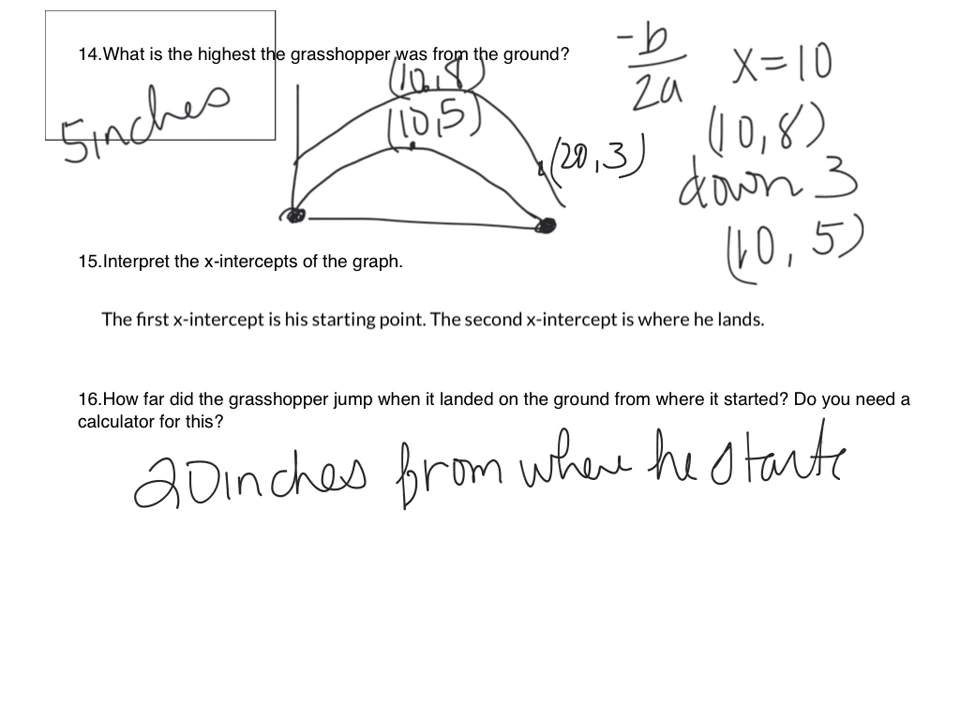 14.What is the highest the grasshopper was from the ground?
-b
2a
x=10
5inches
(10,8)
(10,5)
(20,3)
(10,8)
down 3
(10,5)
15.Interpret the x-intercepts of the graph.
The first x-intercept is his starting point. The second x-intercept is where he lands.
16.How far did the grasshopper jump when it landed on the ground from where it started? Do you need a
calculator for this?
20inches from where he starte